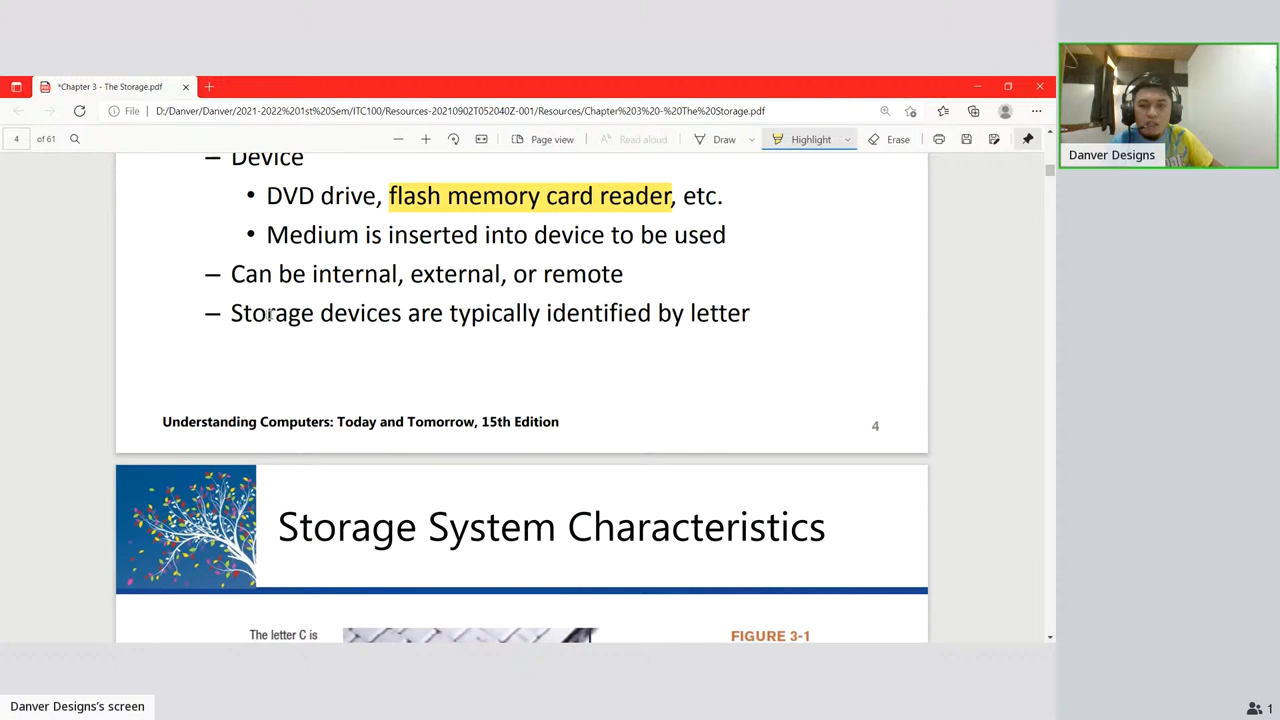 *Chapter 3 - The Storage.pdf
File
D:/Danver/Danver/2021-2022%201st%20Sem/ITC100/Resources-20210902T052040Z-001/Resources/Chapter%203%20-%20The%20Storage.pdf
4 of 61
Page view
Read aloud
Draw
Highlight
Erase
– Device
• DVD drive, flash memory card reader, etc.
• Medium is inserted into device to be used
– Can be internal, external, or remote
– Storage devices are typically identified by letter
Understanding Computers: Today and Tomorrow, 15th Edition
4
Storage System Characteristics
The letter C is
FIGURE 3-1
Danver Designs
Danver Designs's screen
1